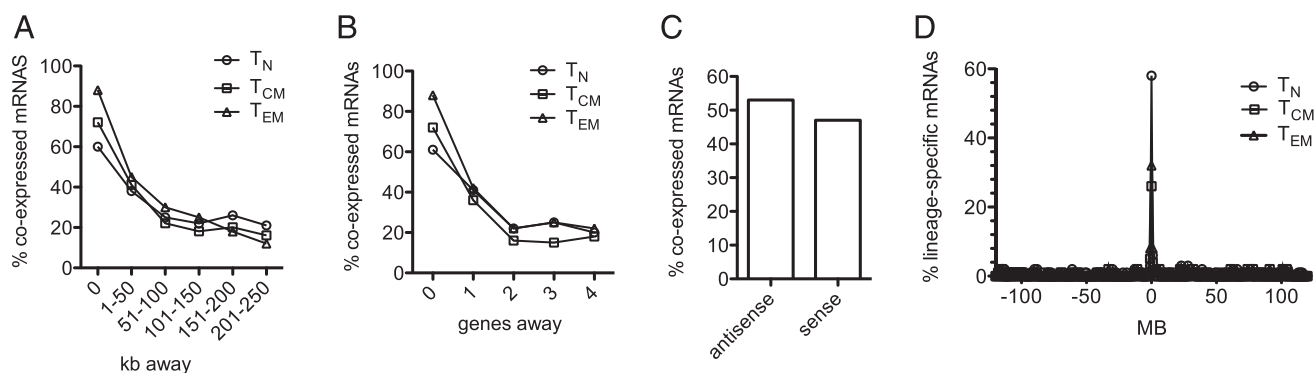 A
% co-expressed mRNAS
100
80
60
40
20
0
0
1-50
51-100
101-150
151-200
201-250
kb away
T_N
T_CM
T_EM
B
% co-expressed mRNAs
100
80
60
40
20
0
0
1
2
3
4
genes away
T_N
T_CM
T_EM
C
% co-expressed mRNAs
60
50
40
30
20
10
0
antisense
sense
D
% lineage-specific mRNAs
60
40
20
0
-100
-50
0
50
100
MB
T_N
T_CM
T_EM